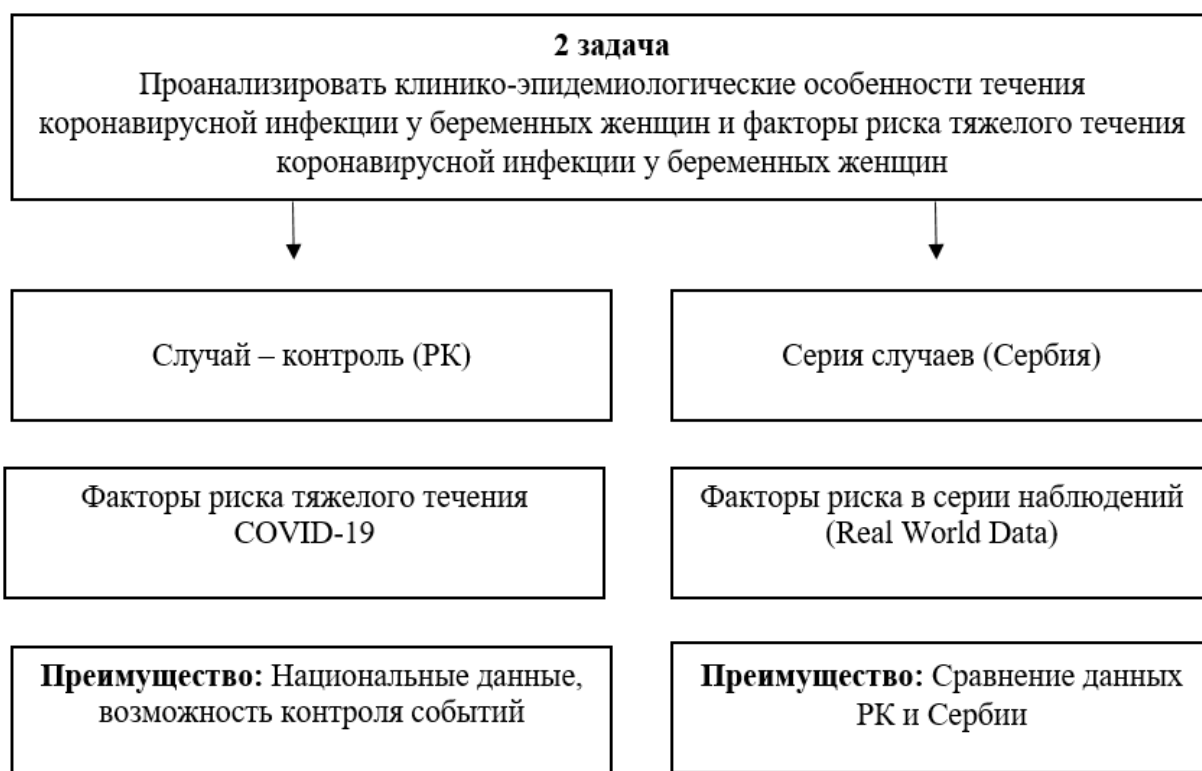 2 задача
Проанализировать клинико-эпидемиологические особенности течения
коронавирусной инфекции у беременных женщин и факторы риска тяжелого течения
коронавирусной инфекции у беременных женщин
Случай – контроль (РК)
Серия случаев (Сербия)
Факторы риска тяжелого течения
COVID-19
Факторы риска в серии наблюдений
(Real World Data)
Преимущество: Национальные данные,
возможность контроля событий
Преимущество: Сравнение данных
РК и Сербии